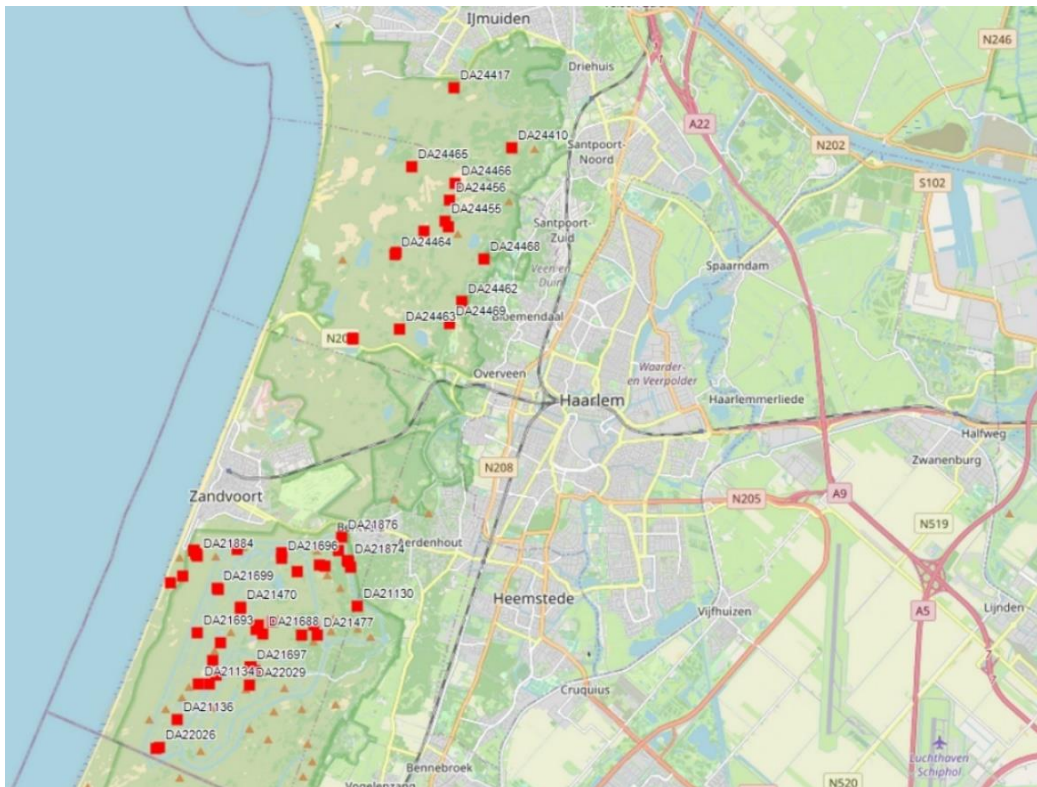 IJmuiden
N246
Driehuis
DA24417
A22
N202
DA24410
Santpoort-
Noord
DA24465
DA24466
DA24456
S102
DA24455
Santpoort-
Zuid
DA24464
DA24468
Spaarndam
Veen en
Duin
DA24462
DA24469
DA24463
Bloemendaal
Waarder-
en Veerpolder
Overveen
Haarlem
Haarlemmerliede
Halfweg
Zwanenburg
N208
Zandvoort
N205
A9
N519
DA21876
Aerdenhout
DA21884
DA21696
DA21874
DA21699
DA21130
Heemstede
DA21470
Vijfhuizen
A5
Lijnden
DA21693
DA21688
DA21477
DA21697
DA21134
DA22029
Cruquius
DA21136
DA22026
Bennebroek
Luchthaven
Schiphol
Vogelenzang
N520